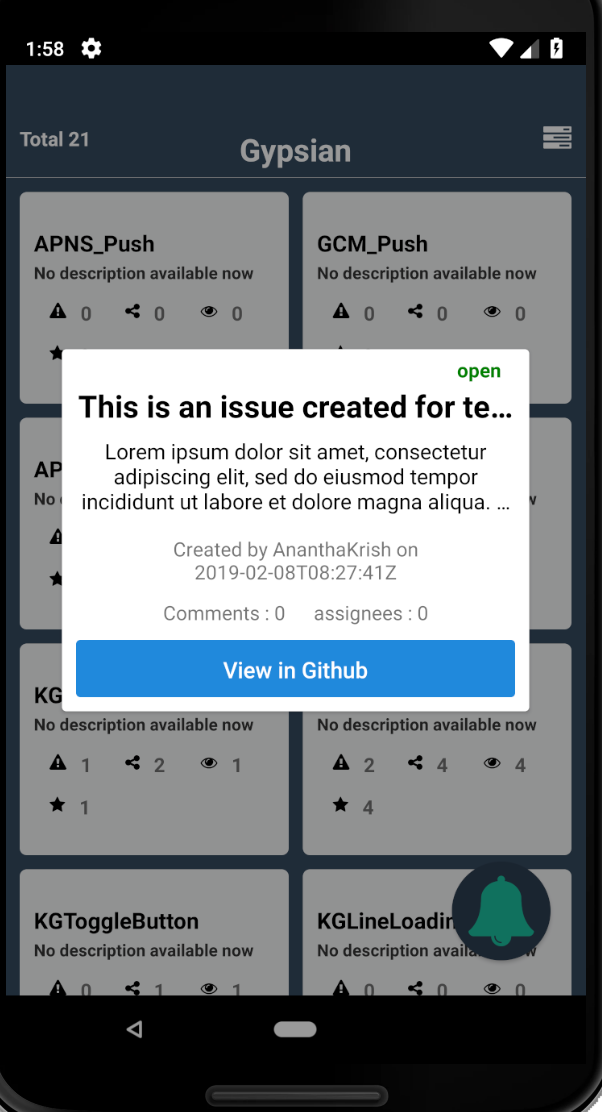 1:58
Total 21
Gypsian
APNS_Push
GCM_Push
No description available now
No description available now
0 0 0
0 0 0
open
This is an issue created for te…
Lorem ipsum dolor sit amet, consectetur
adipiscing elit, sed do eiusmod tempor
incididunt ut labore et dolore magna aliqua. …
Created by AnanthaKrish on
2019-02-08T08:27:41Z
Comments : 0 assignees : 0
View in Github
AP
No
KG
No description available now
No description available now
1 2 1
2 4 4
1
4
KGToggleButton
KGLineLoadin
No description available now
No description availa w
0 1 1
0 0 0